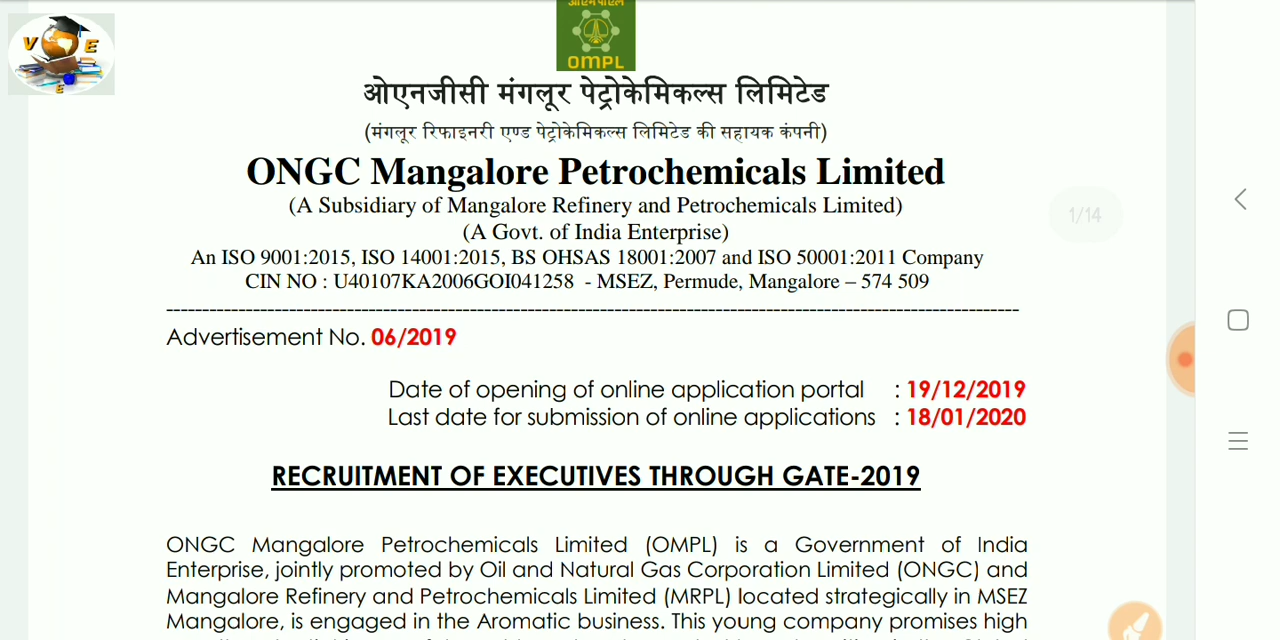 ओएमपीएल
OMPL
V E
E
ओएनजीसी मंगलूर पेट्रोकेमिकल्स लिमिटेड
(मंगलूर रिफाइनरी एण्ड पेट्रोकेमिकल्स लिमिटेड की सहायक कंपनी)
ONGC Mangalore Petrochemicals Limited
(A Subsidiary of Mangalore Refinery and Petrochemicals Limited)
1/14
(A Govt. of India Enterprise)
An ISO 9001:2015, ISO 14001:2015, BS OHSAS 18001:2007 and ISO 50001:2011 Company
CIN NO : U40107KA2006GOI041258 - MSEZ, Permude, Mangalore – 574 509
Advertisement No. 06/2019
Date of opening of online application portal : 19/12/2019
Last date for submission of online applications : 18/01/2020
RECRUITMENT OF EXECUTIVES THROUGH GATE-2019
ONGC Mangalore Petrochemicals Limited (OMPL) is a Government of India
Enterprise, jointly promoted by Oil and Natural Gas Corporation Limited (ONGC) and
Mangalore Refinery and Petrochemicals Limited (MRPL) located strategically in MSEZ
Mangalore, is engaged in the Aromatic business. This young company promises high